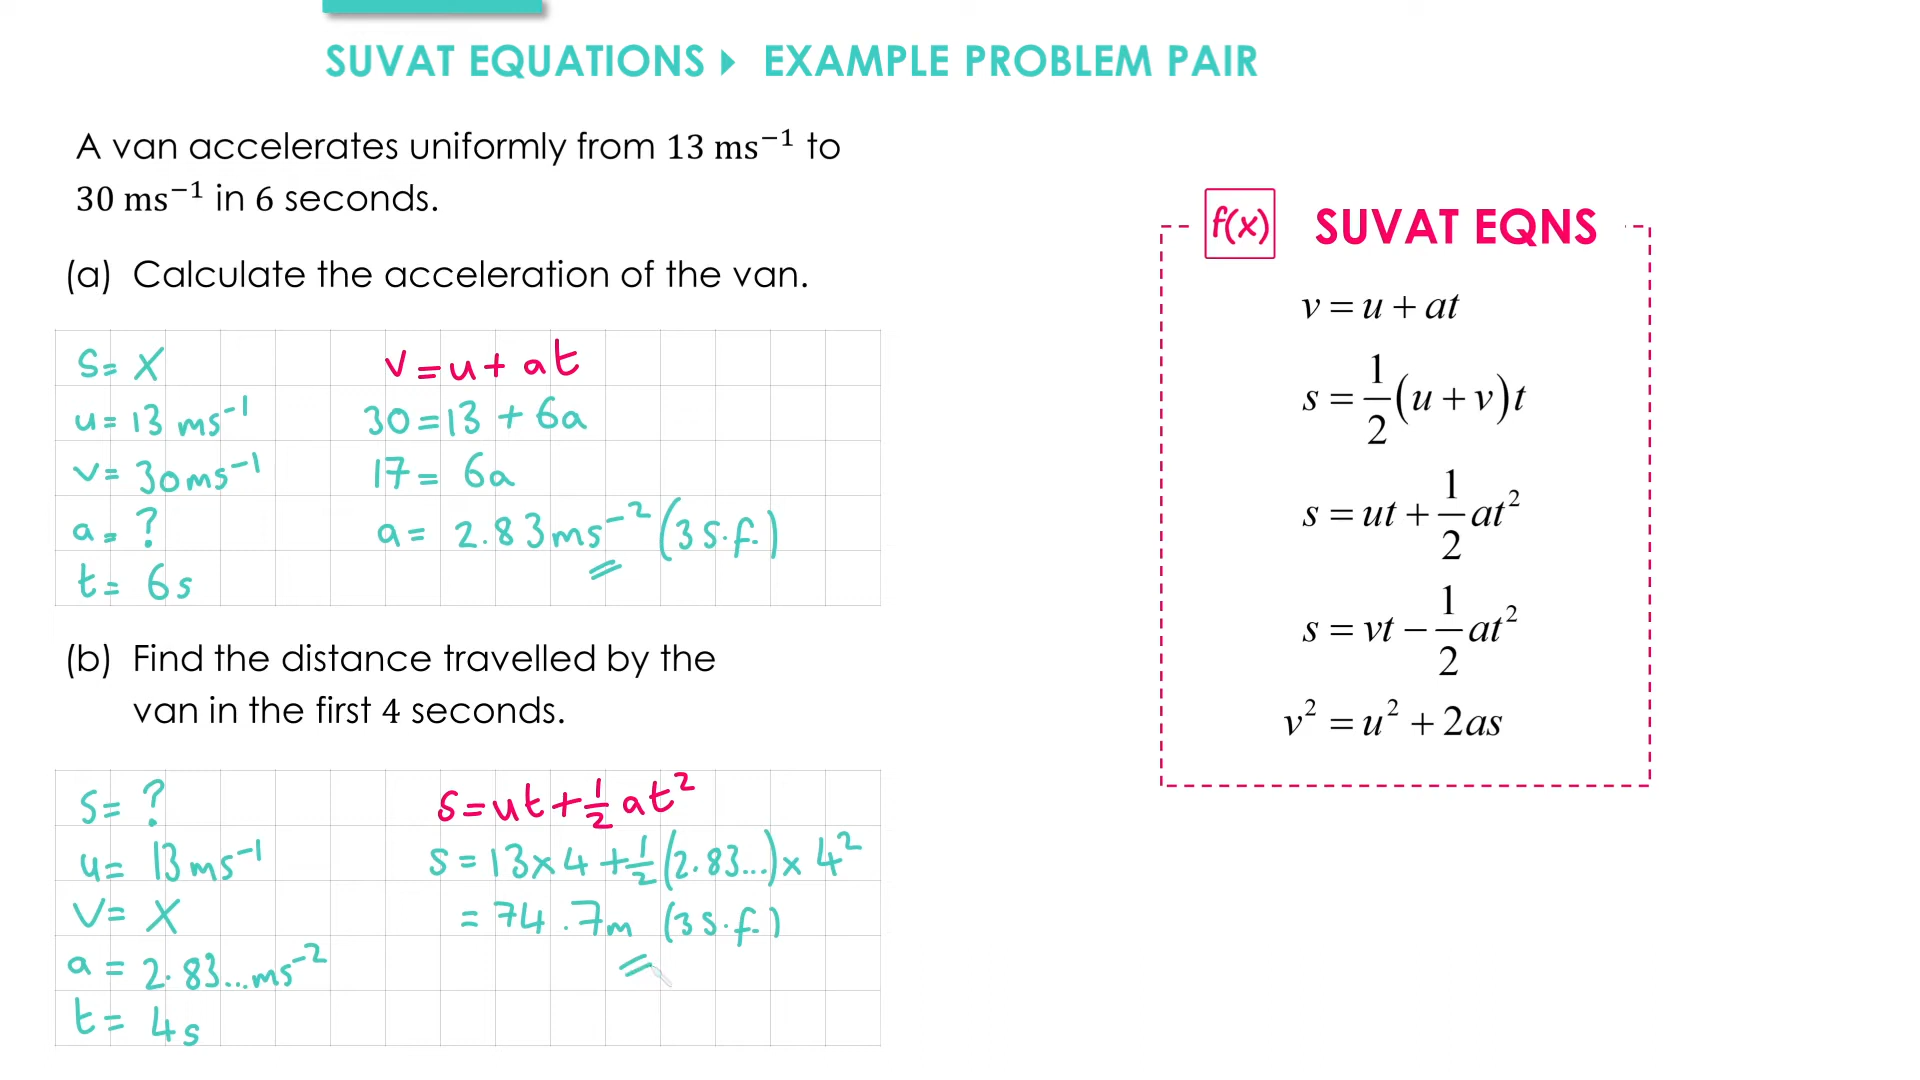 SUVAT EQUATIONS ▶ EXAMPLE PROBLEM PAIR
A van accelerates uniformly from 13 ms⁻¹ to
30 ms⁻¹ in 6 seconds.
(a) Calculate the acceleration of the van.
s= X
u= 13 ms⁻¹
v= 30ms⁻¹
a= ?
t= 6s
v=u+at
30=13+6a
17= 6a
a= 2.83ms⁻² (3 s.f.)
(b) Find the distance travelled by the
van in the first 4 seconds.
s= ?
u= 13ms⁻¹
v= X
a= 2.83...ms⁻²
t= 4s
s=ut+½at²
s=13×4+½(2.83...)×4²
=74.7m (3 s.f.)
f(x) SUVAT EQNS
v = u + at
s = 1/2 (u + v)t
s = ut + 1/2 at²
s = vt − 1/2 at²
v² = u² + 2as